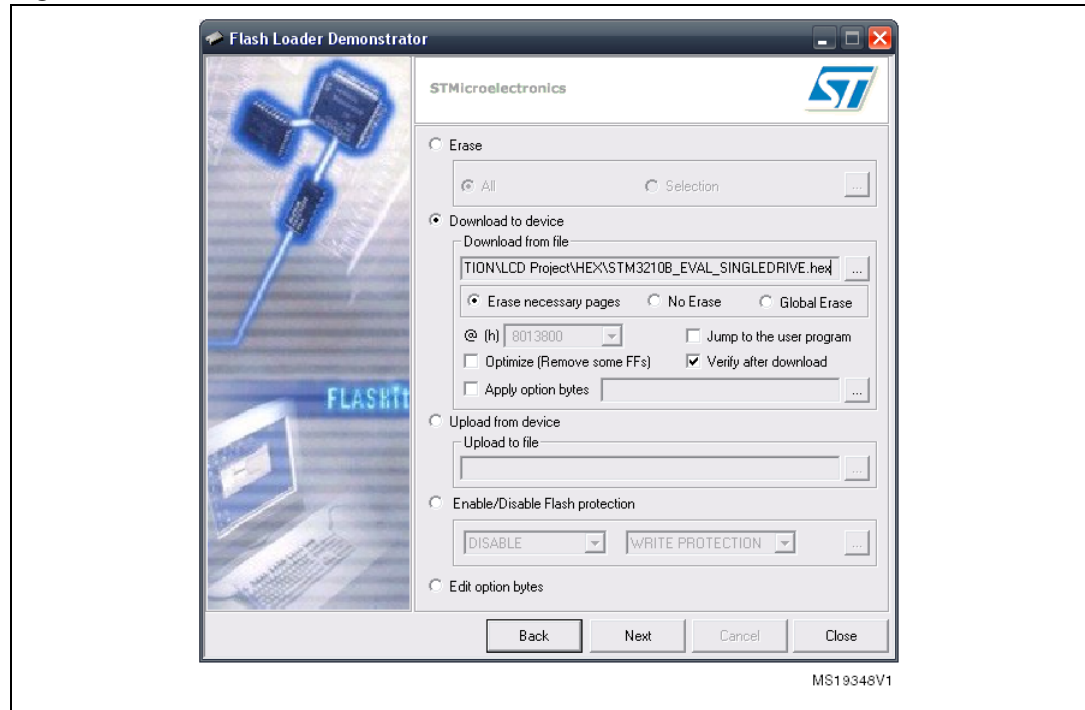 Flash Loader Demonstrator
STMicroelectronics
ST
Erase
All Selection ...
Download to device
Download from file
TION\LCD Project\HEX\STM3210B_EVAL_SINGLEDRIVE.hex ...
Erase necessary pages No Erase Global Erase
@ (h) 8013800 Jump to the user program
Optimize (Remove some FFs) Verify after download
Apply option bytes ...
FLASHit
Upload from device
Upload to file
...
Enable/Disable Flash protection
DISABLE WRITE PROTECTION ...
Edit option bytes
Back Next Cancel Close
MS19348V1